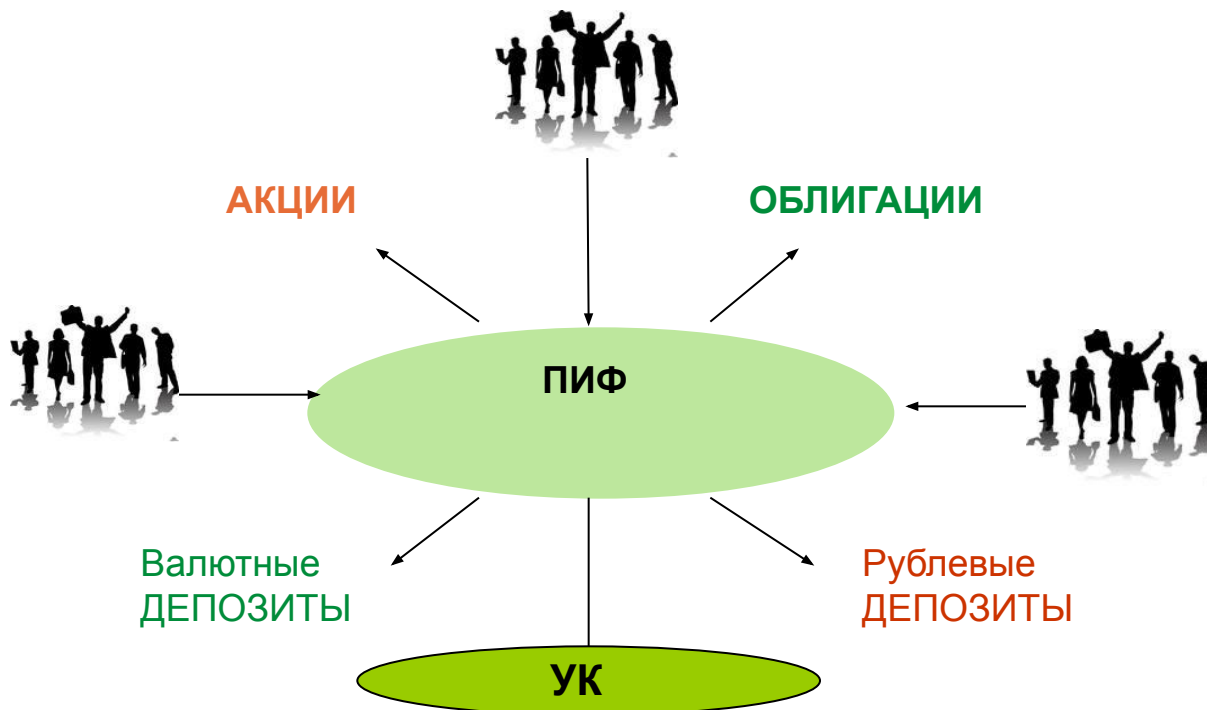 АКЦИИ
ОБЛИГАЦИИ
ПИФ
Валютные
ДЕПОЗИТЫ
Рублевые
ДЕПОЗИТЫ
УК